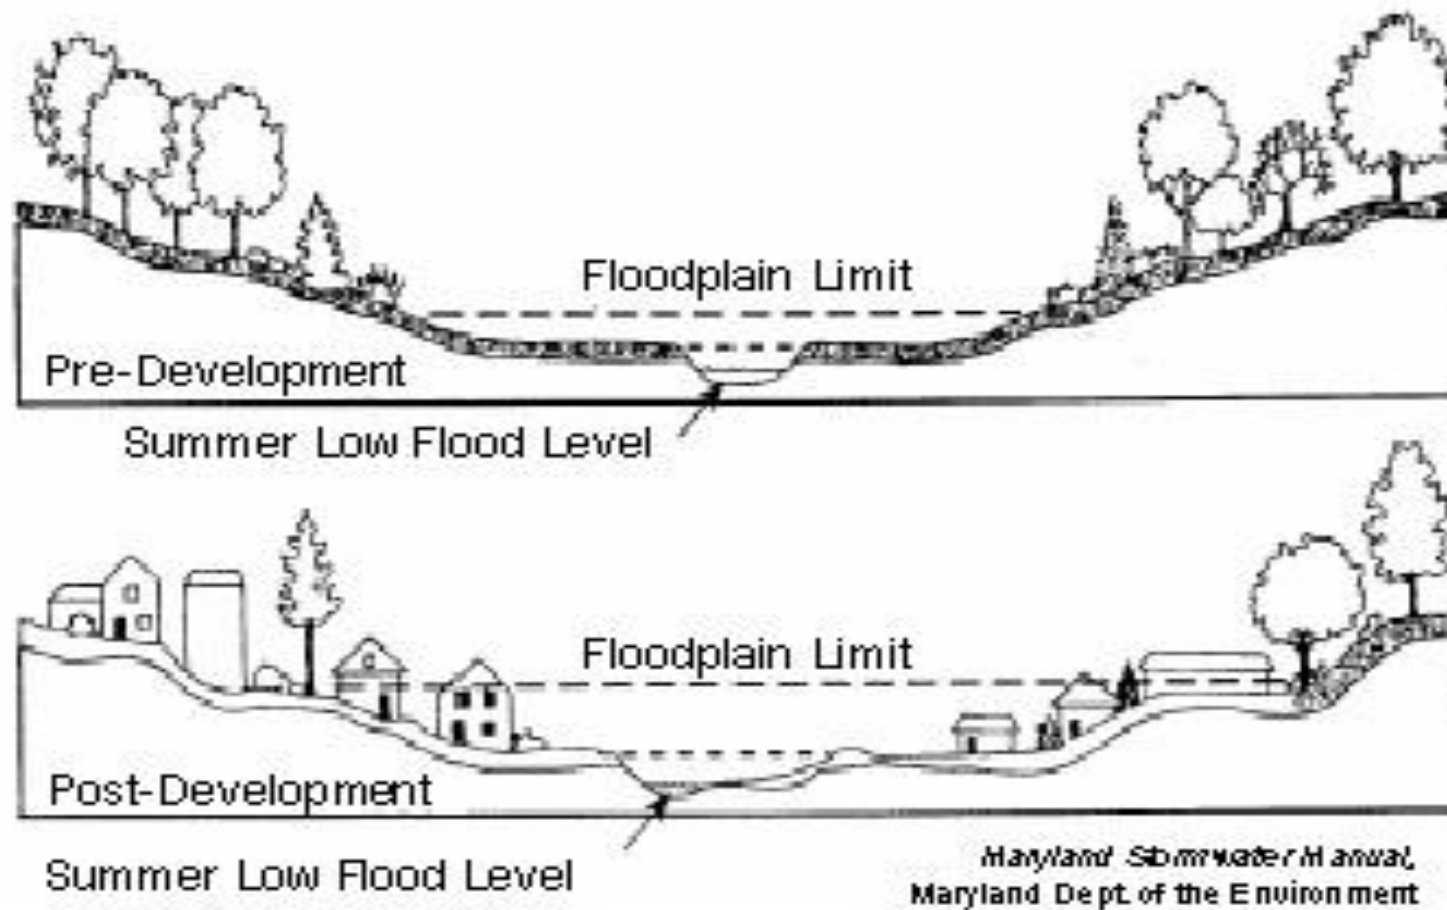 Floodplain Limit
Pre-Development
Summer Low Flood Level
Floodplain Limit
Post-Development
Summer Low Flood Level
Maryland Stormwater Manual,
Maryland Dept. of the Environment